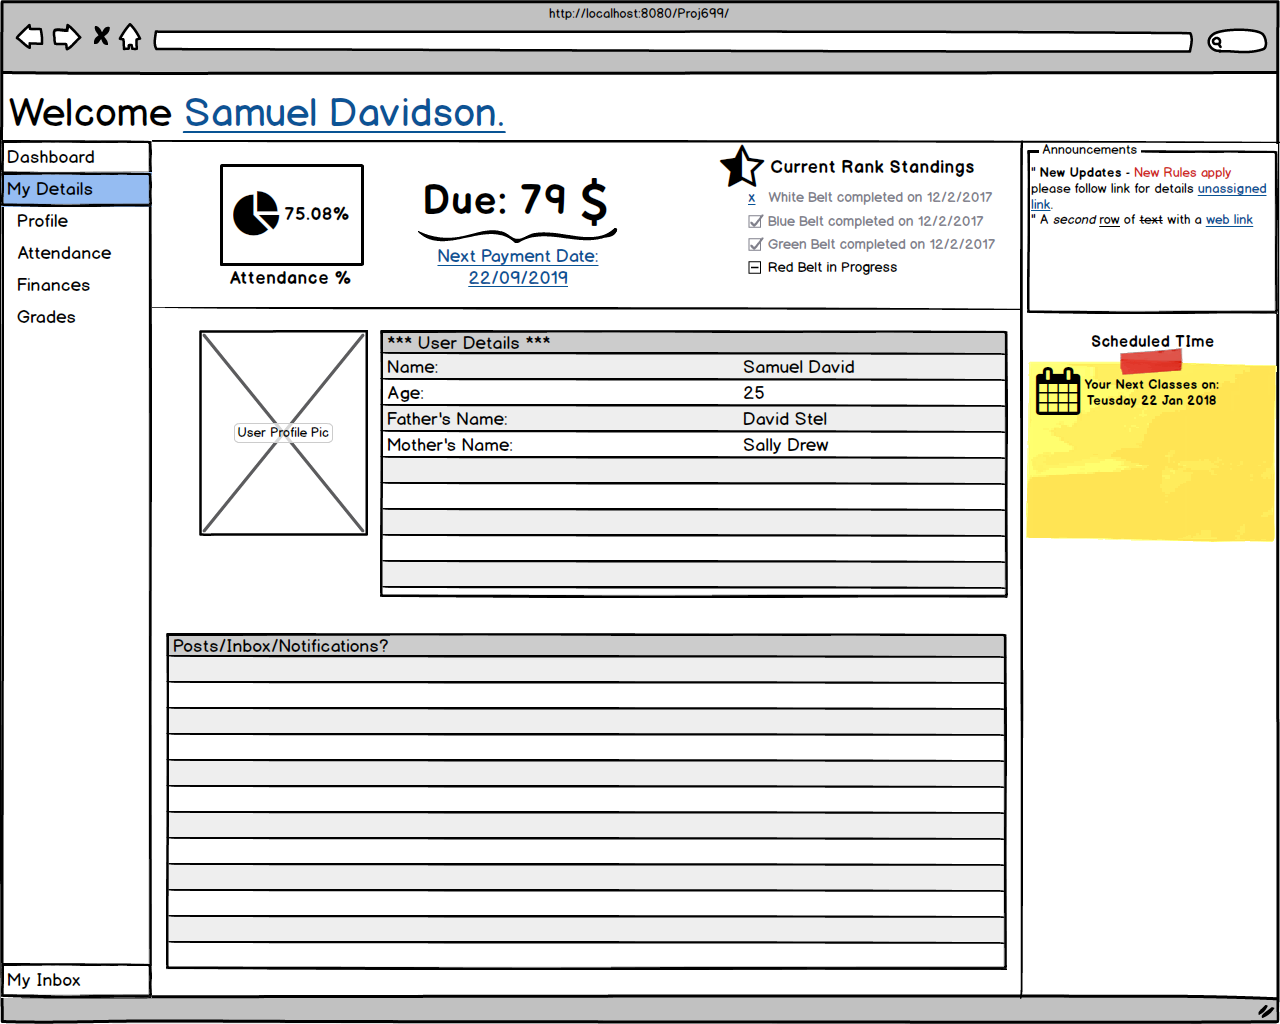 http://localhost:8080/Proj699/
Welcome Samuel Davidson.
Dashboard
My Details
Profile
Attendance
Finances
Grades
My Inbox
75.08%
Attendance %
Due: 79 $
Next Payment Date:
22/09/2019
Current Rank Standings
x White Belt completed on 12/2/2017
Blue Belt completed on 12/2/2017
Green Belt completed on 12/2/2017
Red Belt in Progress
User Profile Pic
*** User Details ***
Name: Samuel David
Age: 25
Father's Name: David Stel
Mother's Name: Sally Drew
Posts/Inbox/Notifications?
Announcements
" New Updates - New Rules apply
please follow link for details unassigned
link.
" A second row of text with a web link
Scheduled TIme
Your Next Classes on:
Teusday 22 Jan 2018